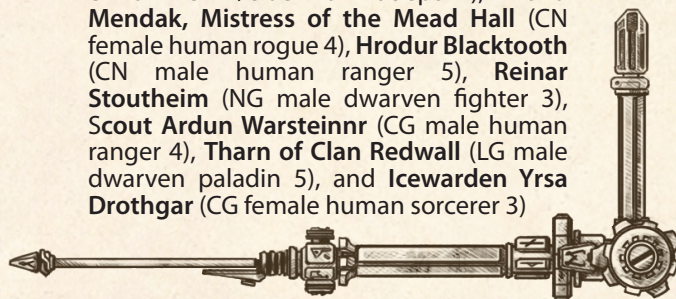 Mendak, Mistress of the Mead Hall (CN
female human rogue 4), Hrodur Blacktooth
(CN male human ranger 5), Reinar
Stoutheim (NG male dwarven fighter 3),
Scout Ardun Warsteinnr (CG male human
ranger 4), Tharn of Clan Redwall (LG male
dwarven paladin 5), and Icewarden Yrsa
Drothgar (CG female human sorcerer 3)